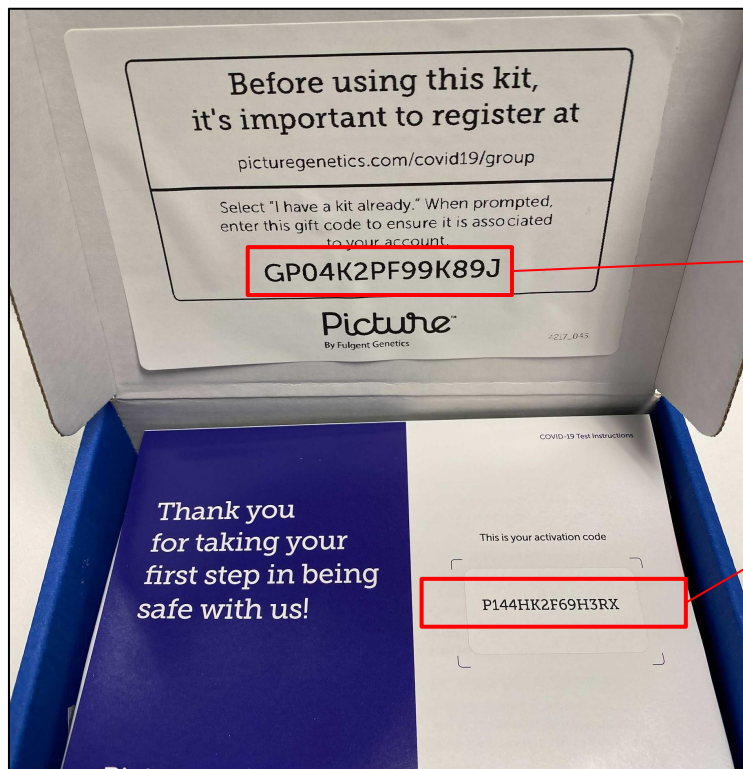 Before using this kit,
it's important to register at
picturegenetics.com/covid19/group
Select "I have a kit already." When prompted,
enter this gift code to ensure it is associated
to your account.
GP04K2PF99K89J
Picture™
By Fulgent Genetics
4217_043
COVID-19 Test Instructions
Thank you
for taking your
first step in being
safe with us!
This is your activation code
P144HK2F69H3RX